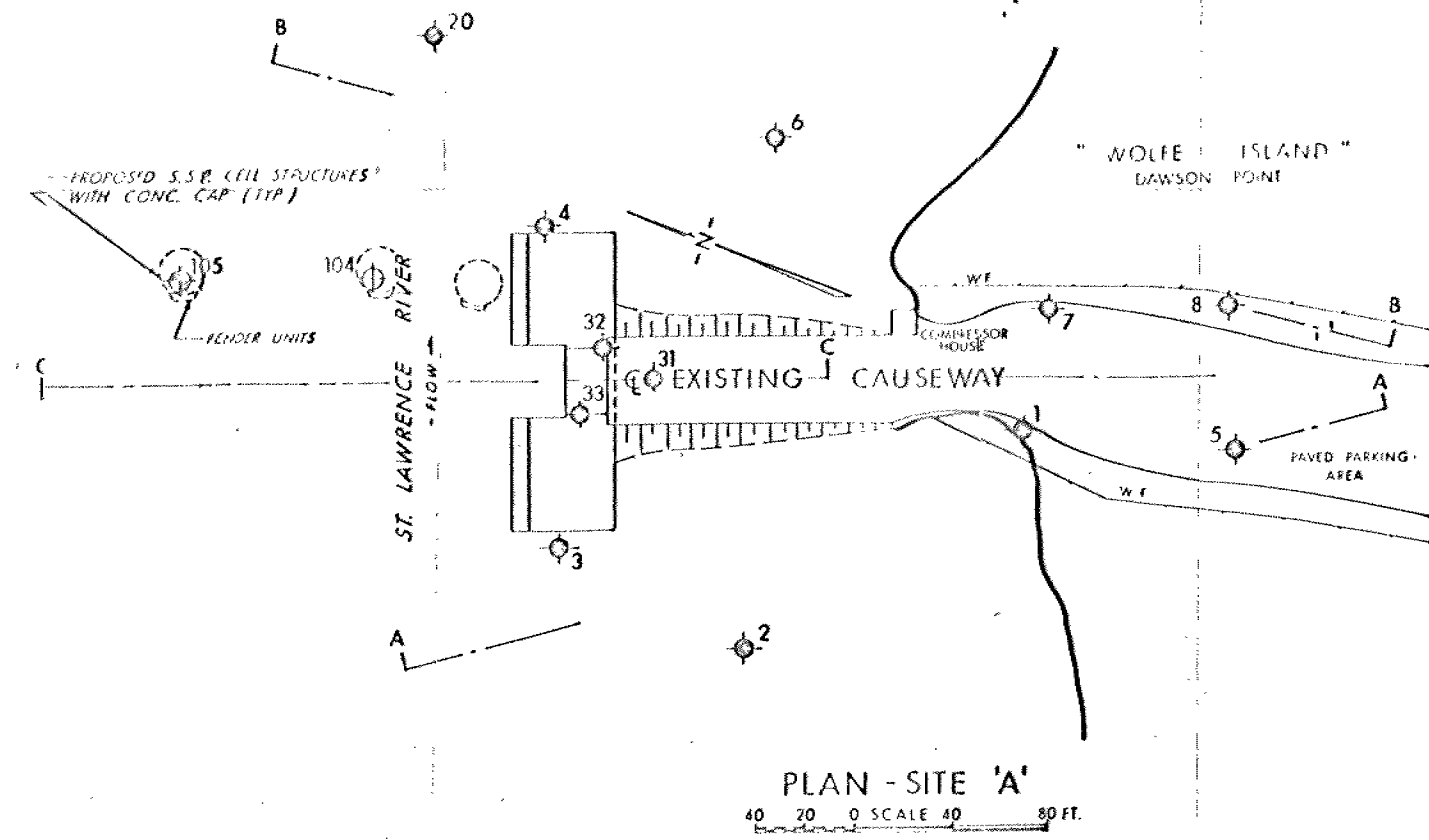 B
20
6
"WOLFE ISLAND"
DAWSON POINT
PROPOS'D S.S.P. CELL STRUCTURES
WITH CONC. CAP (TYP)
4
105
104
ST. LAWRENCE RIVER
- FLOW
FENDER UNITS
N
W F
7
8
B
32
C
COMPRESSOR
HOUSE
C
31
℄ EXISTING CAUSEWAY
33
1
A
5
PAVED PARKING
AREA
W F
3
A
2
PLAN - SITE 'A'
40 20 0 SCALE 40 80 FT.